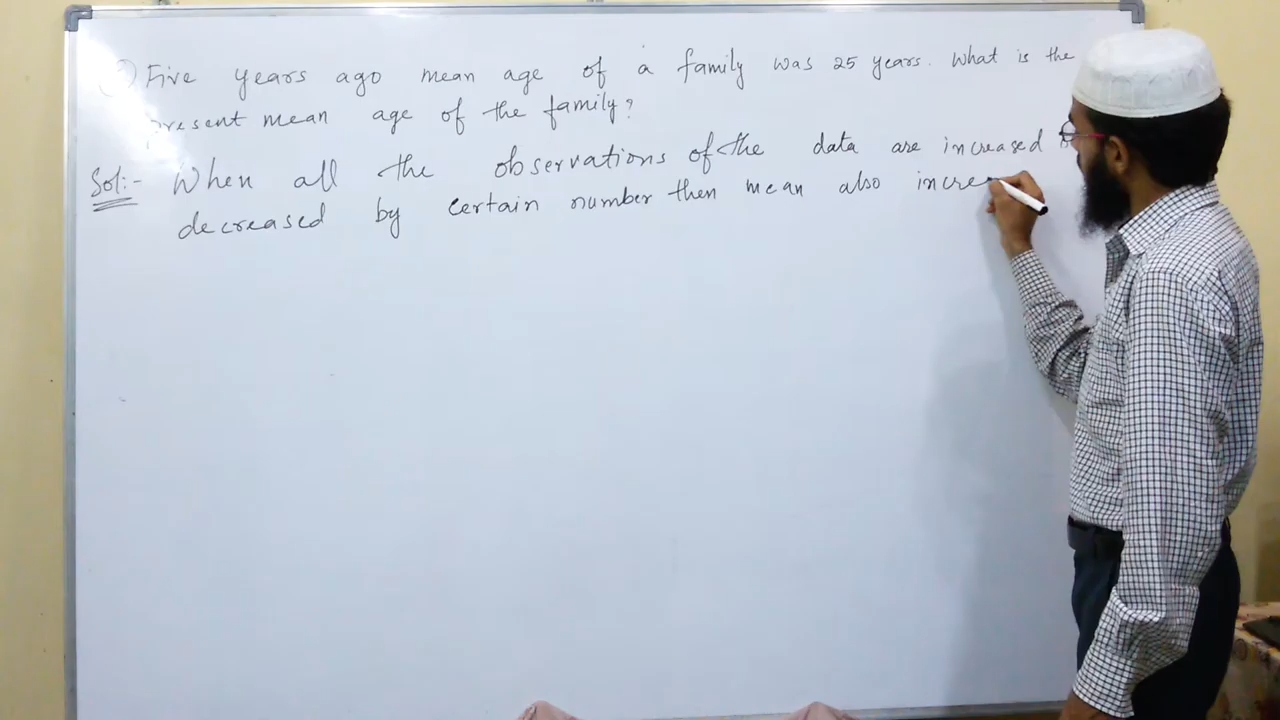 Five years ago mean age of a family was 25 years. What is the
present mean age of the family?
Sol:- When all the observations of the data are increased
decreased by certain number then mean also incre